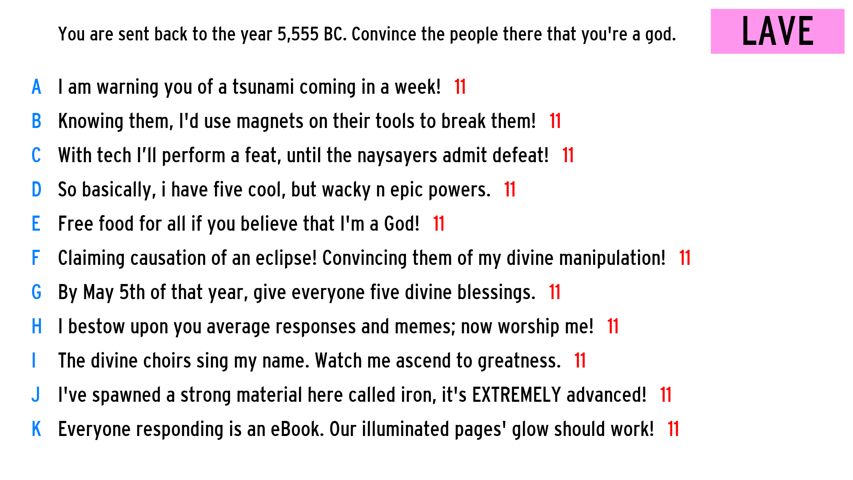 You are sent back to the year 5,555 BC. Convince the people there that you're a god.
LAVE
A I am warning you of a tsunami coming in a week! 11
B Knowing them, I'd use magnets on their tools to break them! 11
C With tech I’ll perform a feat, until the naysayers admit defeat! 11
D So basically, i have five cool, but wacky n epic powers. 11
E Free food for all if you believe that I'm a God! 11
F Claiming causation of an eclipse! Convincing them of my divine manipulation! 11
G By May 5th of that year, give everyone five divine blessings. 11
H I bestow upon you average responses and memes; now worship me! 11
I The divine choirs sing my name. Watch me ascend to greatness. 11
J I've spawned a strong material here called iron, it's EXTREMELY advanced! 11
K Everyone responding is an eBook. Our illuminated pages' glow should work! 11